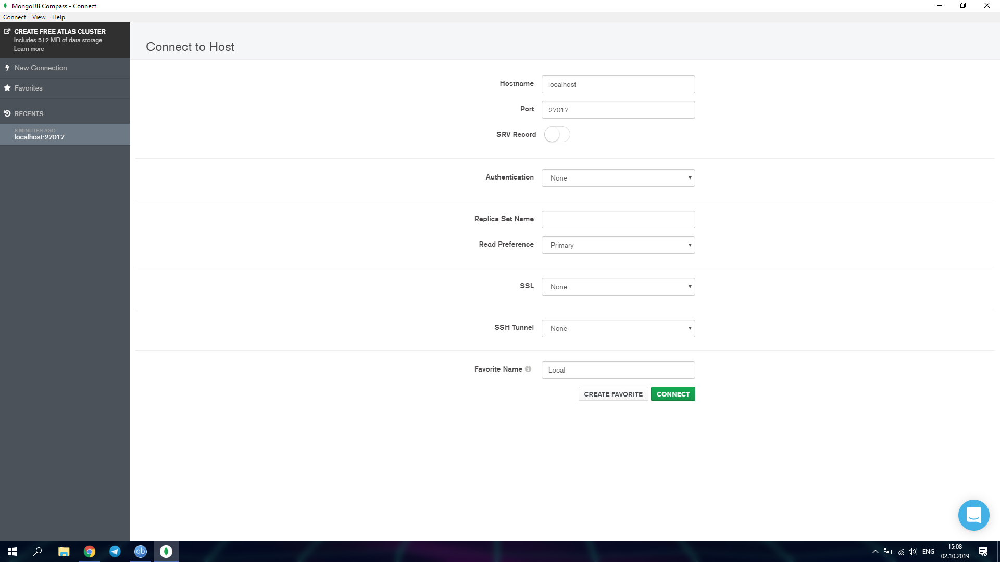 MongoDB Compass - Connect
Connect View Help
CREATE FREE ATLAS CLUSTER
Includes 512 MB of data storage.
Learn more
New Connection
Favorites
RECENTS
8 MINUTES AGO
localhost:27017
Connect to Host
Hostname localhost
Port 27017
SRV Record
Authentication None
Replica Set Name
Read Preference Primary
SSL None
SSH Tunnel None
Favorite Name Local
CREATE FAVORITE CONNECT
qb
ENG
15:08
02.10.2019